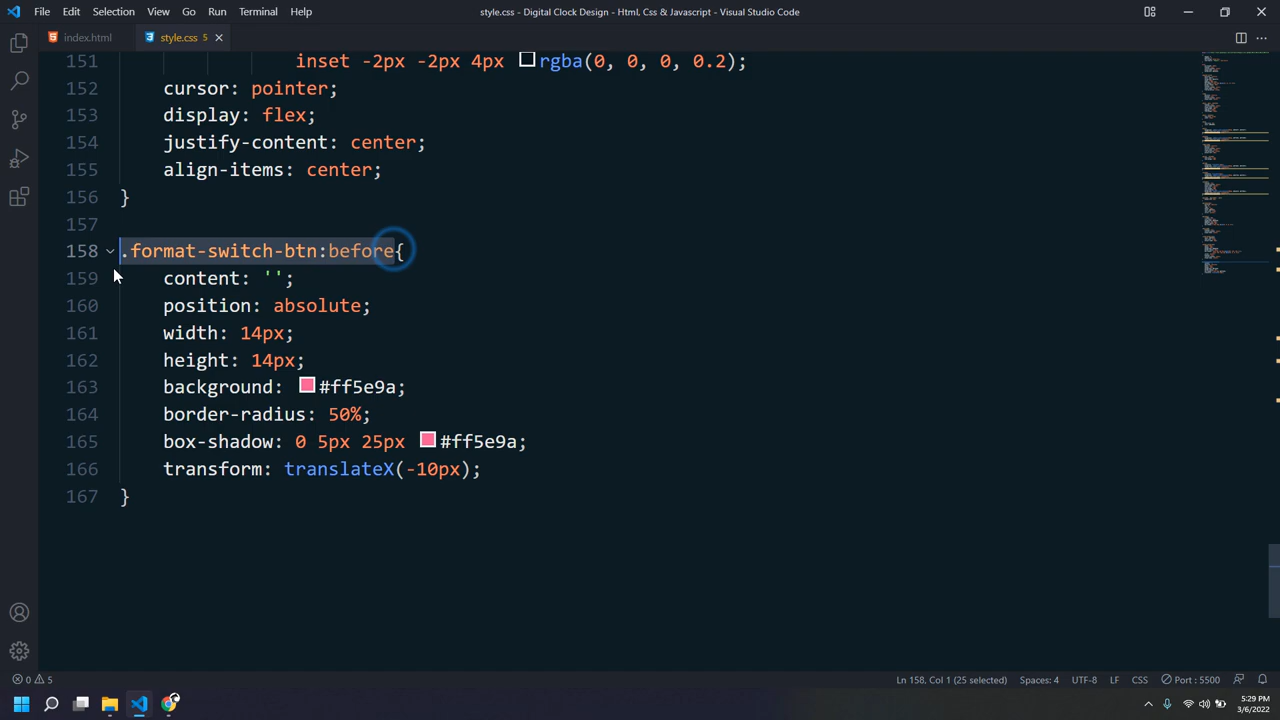 File Edit Selection View Go Run Terminal Help
style.css - Digital Clock Design - Html, Css & Javascript - Visual Studio Code
index.html
style.css 5
151 inset -2px -2px 4px rgba(0, 0, 0, 0.2);
152 cursor: pointer;
153 display: flex;
154 justify-content: center;
155 align-items: center;
156 }
157
158 .format-switch-btn:before{
159 content: '';
160 position: absolute;
161 width: 14px;
162 height: 14px;
163 background: #ff5e9a;
164 border-radius: 50%;
165 box-shadow: 0 5px 25px #ff5e9a;
166 transform: translateX(-10px);
167 }
0 5 Ln 158, Col 1 (25 selected) Spaces: 4 UTF-8 LF CSS Port : 5500
5:29 PM
3/6/2022